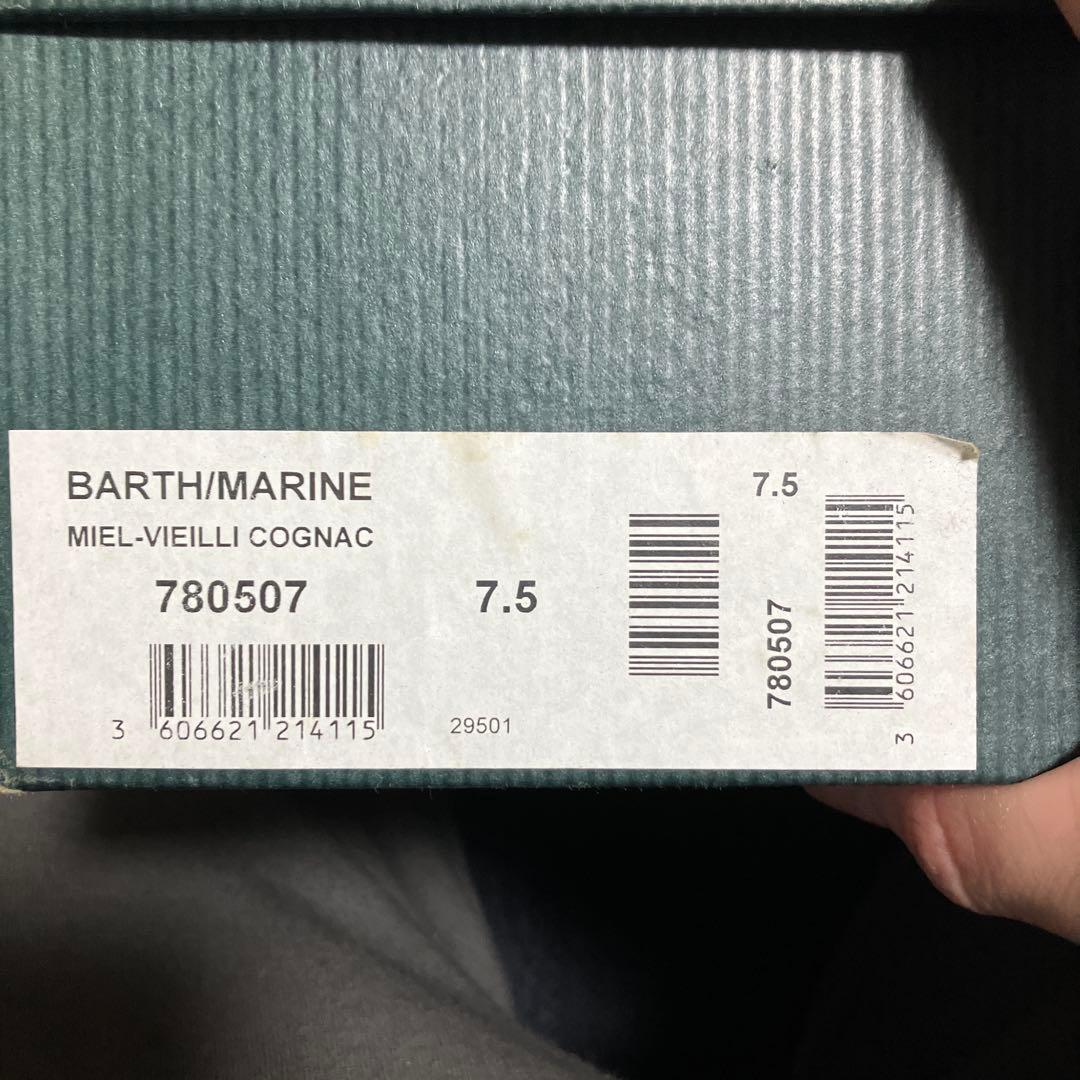 BARTH/MARINE
MIEL-VIEILLI COGNAC
780507 7.5
3 606621 214115
29501
7.5
780507
3 606621 214115